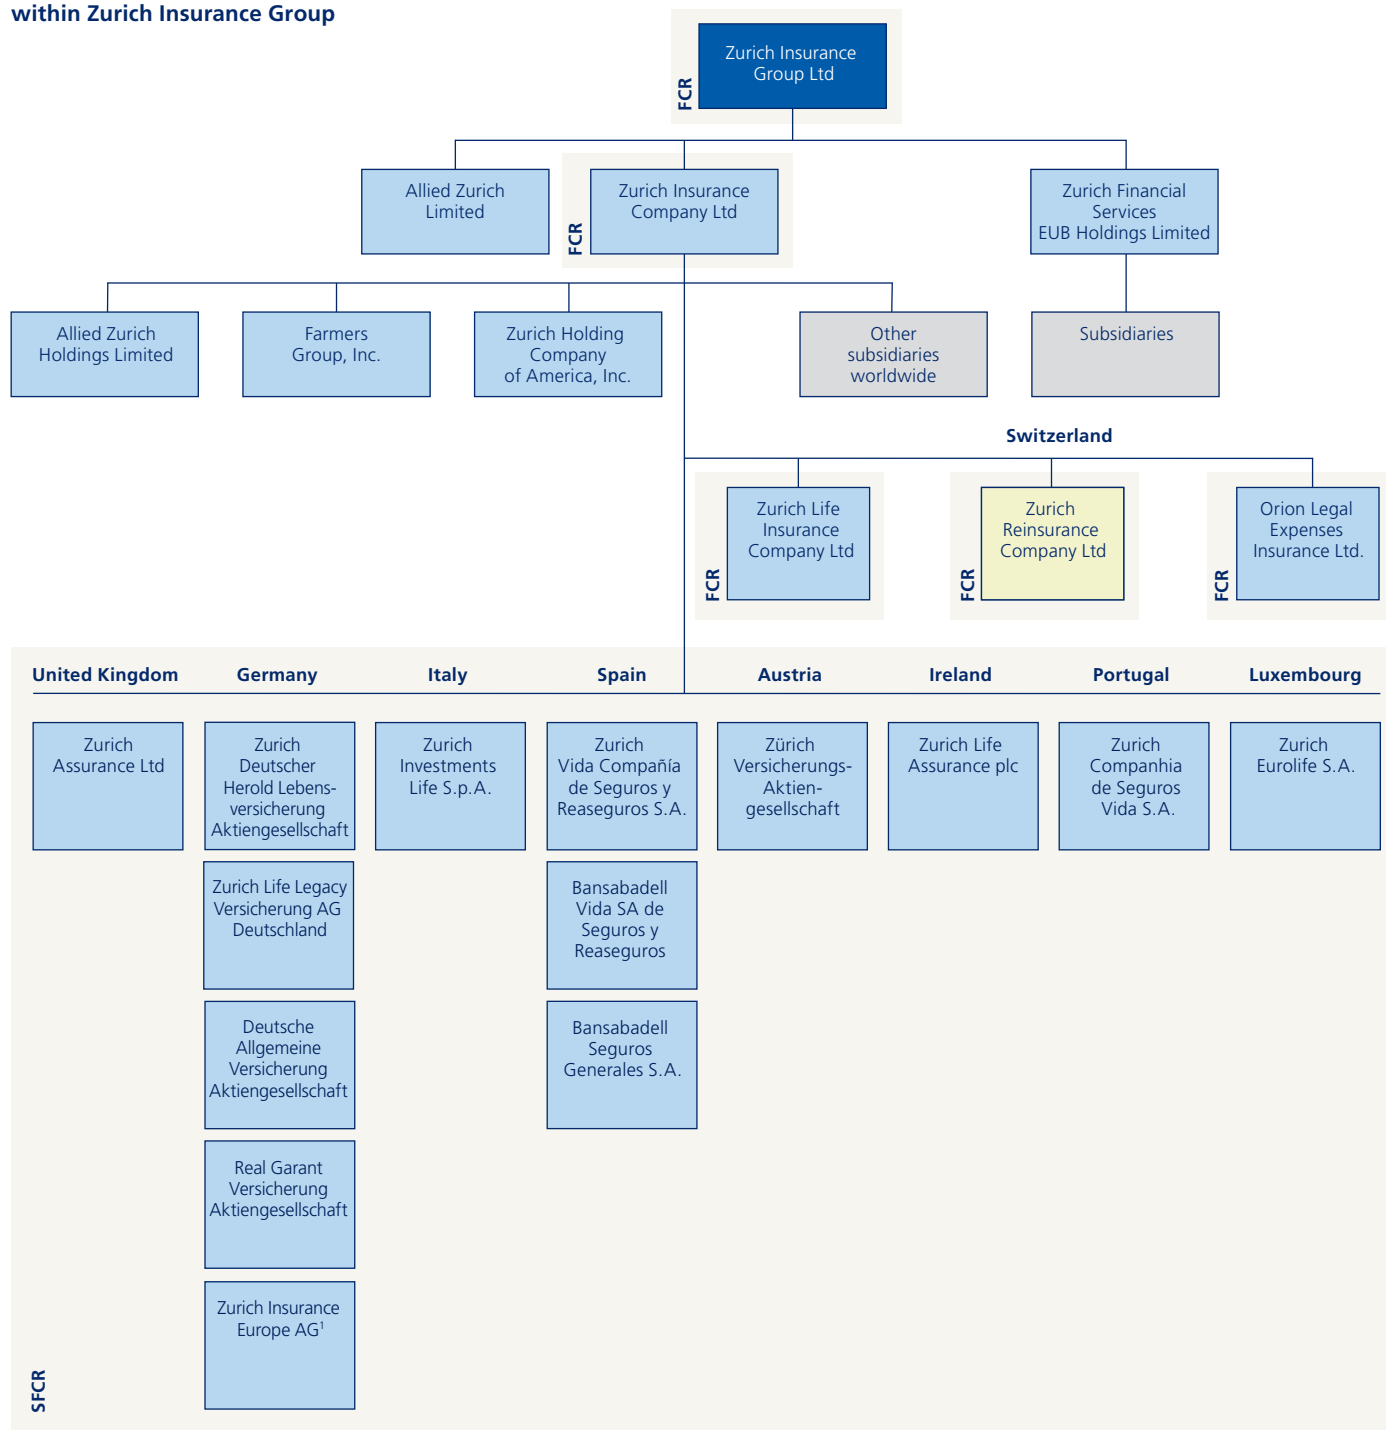 within Zurich Insurance Group
FCR
Zurich Insurance
Group Ltd
Allied Zurich
Limited
FCR
Zurich Insurance
Company Ltd
Zurich Financial
Services
EUB Holdings Limited
Allied Zurich
Holdings Limited
Farmers
Group, Inc.
Zurich Holding
Company
of America, Inc.
Other
subsidiaries
worldwide
Subsidiaries
Switzerland
FCR
Zurich Life
Insurance
Company Ltd
FCR
Zurich
Reinsurance
Company Ltd
FCR
Orion Legal
Expenses
Insurance Ltd.
United Kingdom
Germany
Italy
Spain
Austria
Ireland
Portugal
Luxembourg
Zurich
Assurance Ltd
Zurich
Deutscher
Herold Lebens-
versicherung
Aktiengesellschaft
Zurich
Investments
Life S.p.A.
Zurich
Vida Compañía
de Seguros y
Reaseguros S.A.
Zürich
Versicherungs-
Aktien-
gesellschaft
Zurich Life
Assurance plc
Zurich
Companhia
de Seguros
Vida S.A.
Zurich
Eurolife S.A.
Zurich Life Legacy
Versicherung AG
Deutschland
Bansabadell
Vida SA de
Seguros y
Reaseguros
Deutsche
Allgemeine
Versicherung
Aktiengesellschaft
Bansabadell
Seguros
Generales S.A.
Real Garant
Versicherung
Aktiengesellschaft
Zurich Insurance
Europe AG¹
SFCR